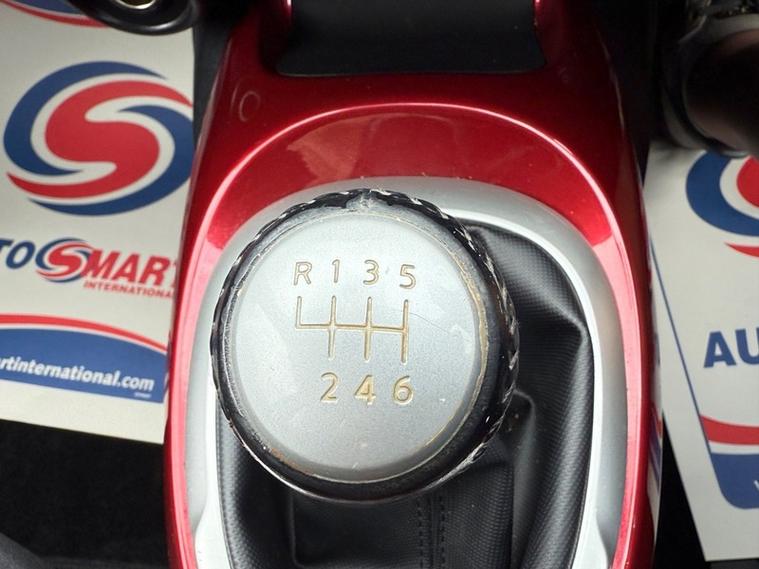 TOSMART
INTERNATIONAL
rtinternational.com
R 1 3 5
2 4 6
AU